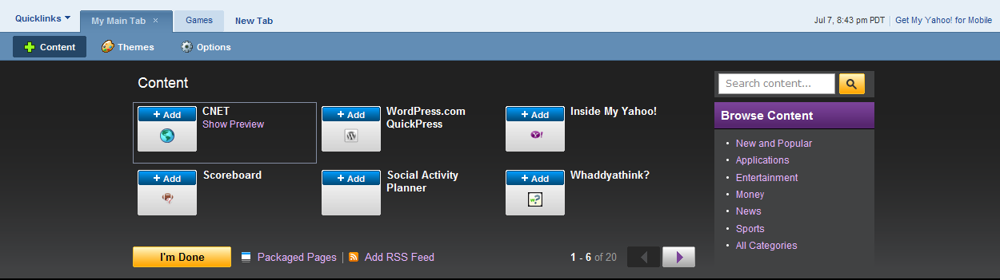 Quicklinks My Main Tab × Games New Tab Jul 7, 8:43 pm PDT | Get My Yahoo! for Mobile
Content Themes Options
Content
Search content...
+ Add CNET
Show Preview
+ Add WordPress.com
QuickPress
+ Add Inside My Yahoo!
Y!
+ Add Scoreboard
+ Add Social Activity
Planner
+ Add Whaddyathink?
w?
Browse Content
• New and Popular
• Applications
• Entertainment
• Money
• News
• Sports
• All Categories
I'm Done Packaged Pages | Add RSS Feed 1 - 6 of 20